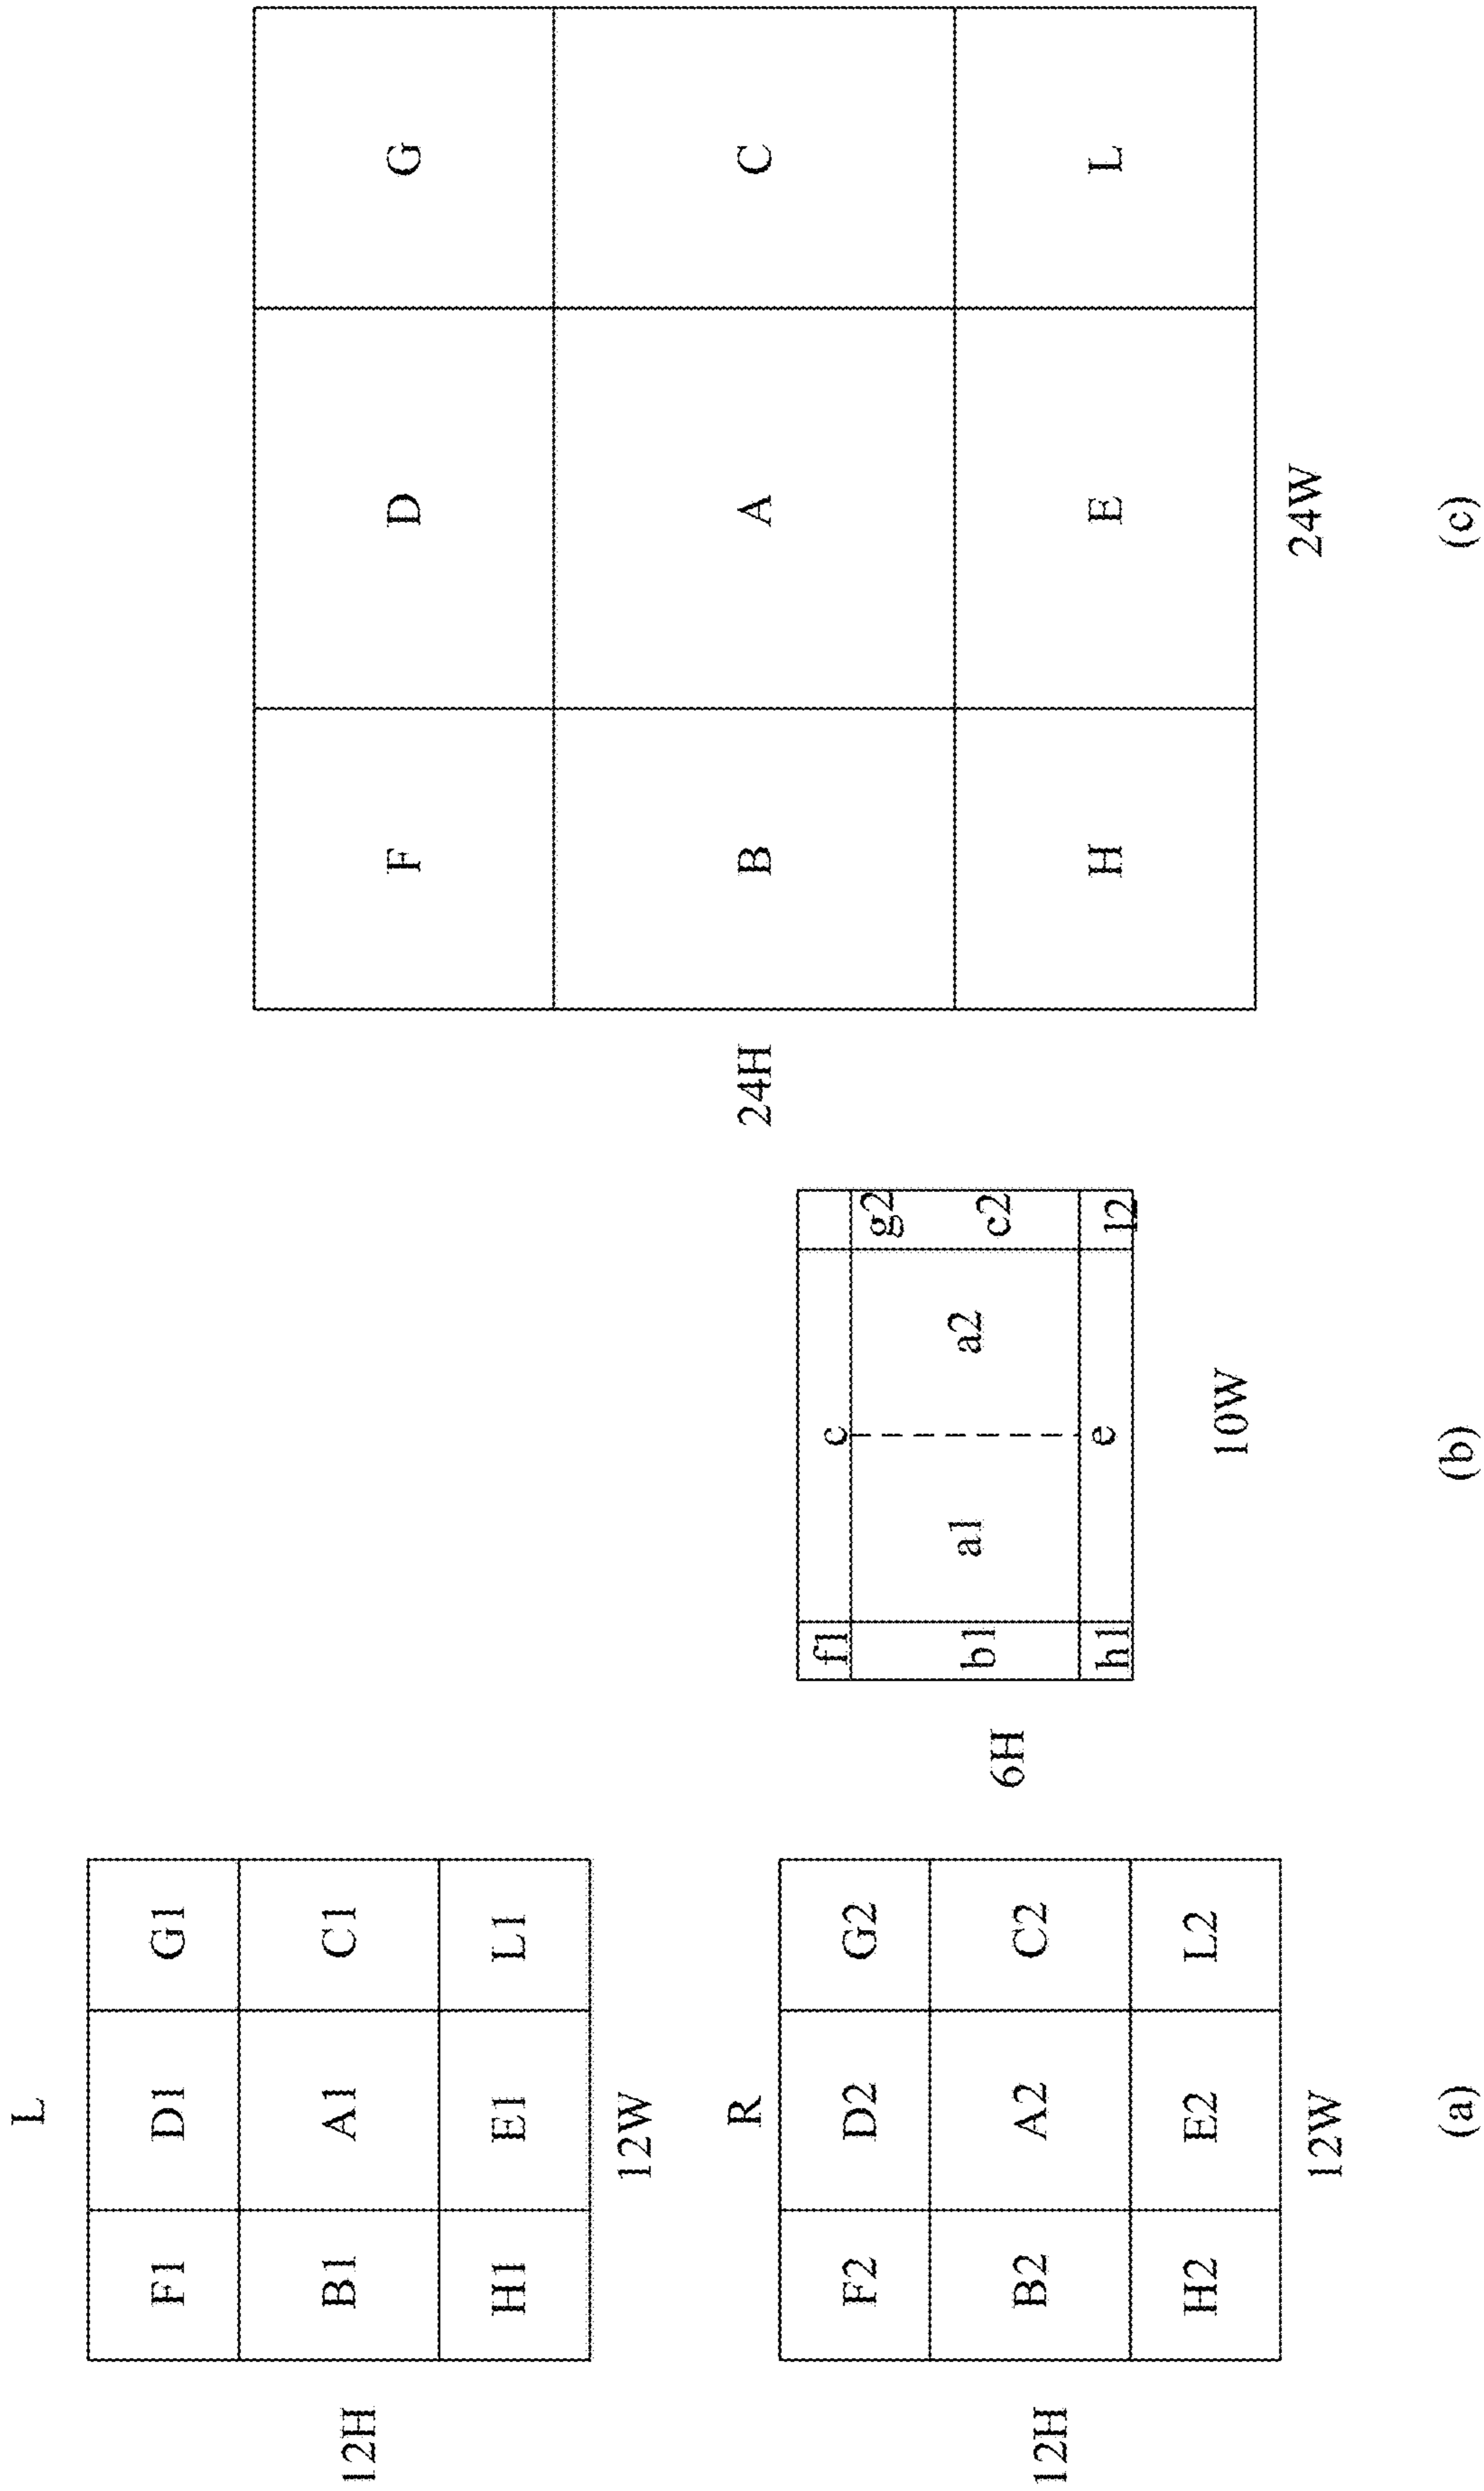 L
F1 D1 G1
12H B1 A1 C1
H1 E1 L1
12W
R
F2 D2 G2
12H B2 A2 C2
H2 E2 L2
12W
(a)
f1 c
g2
6H b1 a1 a2 c2
h1 e l2
10W
(b)
F D G
24H B A C
H E L
24W
(c)